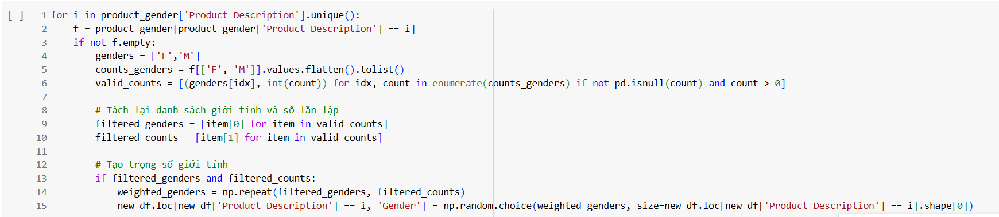 [ ] 1 for i in product_gender['Product Description'].unique():
2     f = product_gender[product_gender['Product Description'] == i]
3     if not f.empty:
4         genders = ['F','M']
5         counts_genders = f[['F', 'M']].values.flatten().tolist()
6         valid_counts = [(genders[idx], int(count)) for idx, count in enumerate(counts_genders) if not pd.isnull(count) and count > 0]
7
8         # Tách lại danh sách giới tính và số lần lặp
9         filtered_genders = [item[0] for item in valid_counts]
10         filtered_counts = [item[1] for item in valid_counts]
11
12         # Tạo trọng số giới tính
13         if filtered_genders and filtered_counts:
14             weighted_genders = np.repeat(filtered_genders, filtered_counts)
15             new_df.loc[new_df['Product_Description'] == i, 'Gender'] = np.random.choice(weighted_genders, size=new_df.loc[new_df['Product_Description'] == i].shape[0])